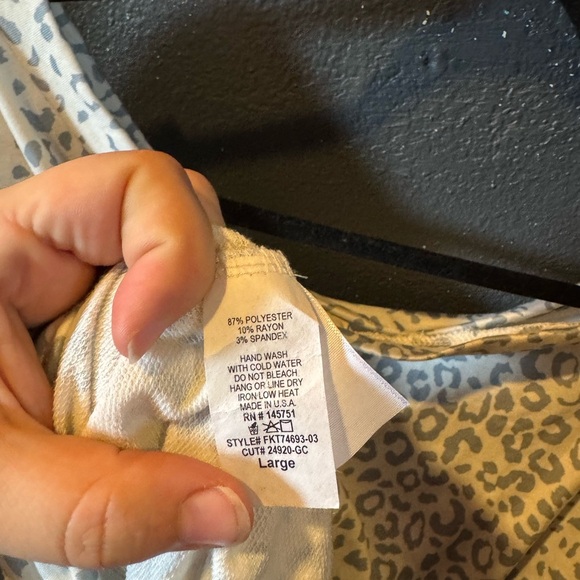 87% POLYESTER
10% RAYON
3% SPANDEX
HAND WASH
WITH COLD WATER
DO NOT BLEACH
HANG OR LINE DRY
IRON LOW HEAT
MADE IN U.S.A.
RN # 145751
STYLE# FKT74693-03
CUT# 24920-GC
Large